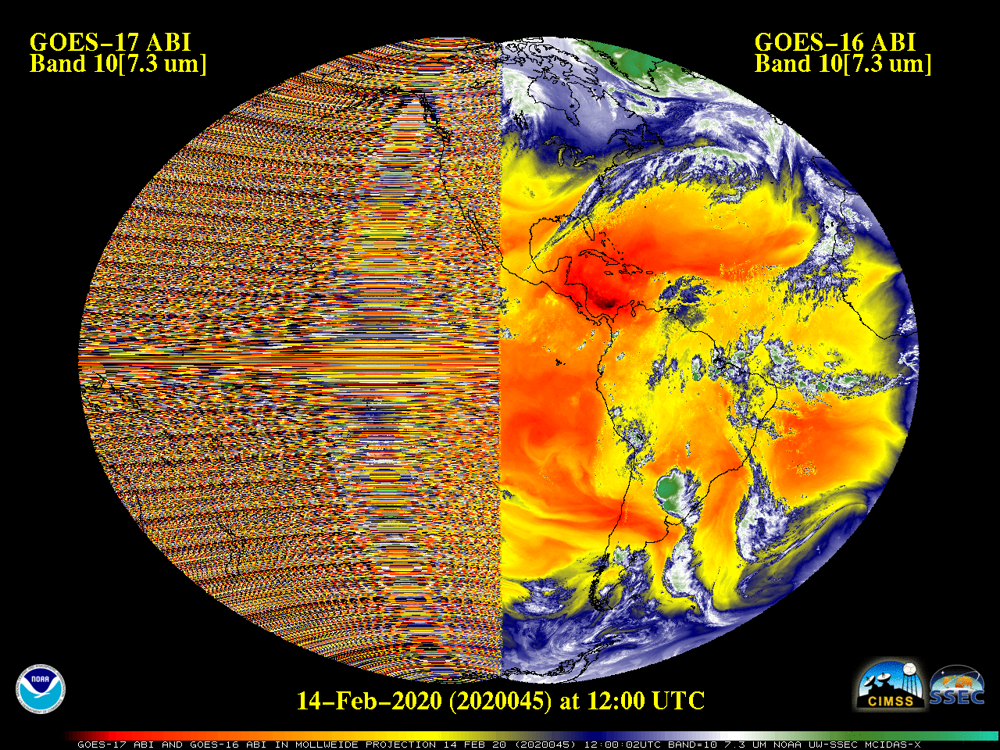 GOES-17 ABI
Band 10[7.3 um]
GOES-16 ABI
Band 10[7.3 um]
NOAA
14-Feb-2020 (2020045) at 12:00 UTC
CIMSS
SSEC
GOES-17 ABI AND GOES-16 ABI IN MOLLWEIDE PROJECTION 14 FEB 20 (2020045) 12:00:02UTC BAND=10 7.3 UM NOAA UW-SSEC MCIDAS-X